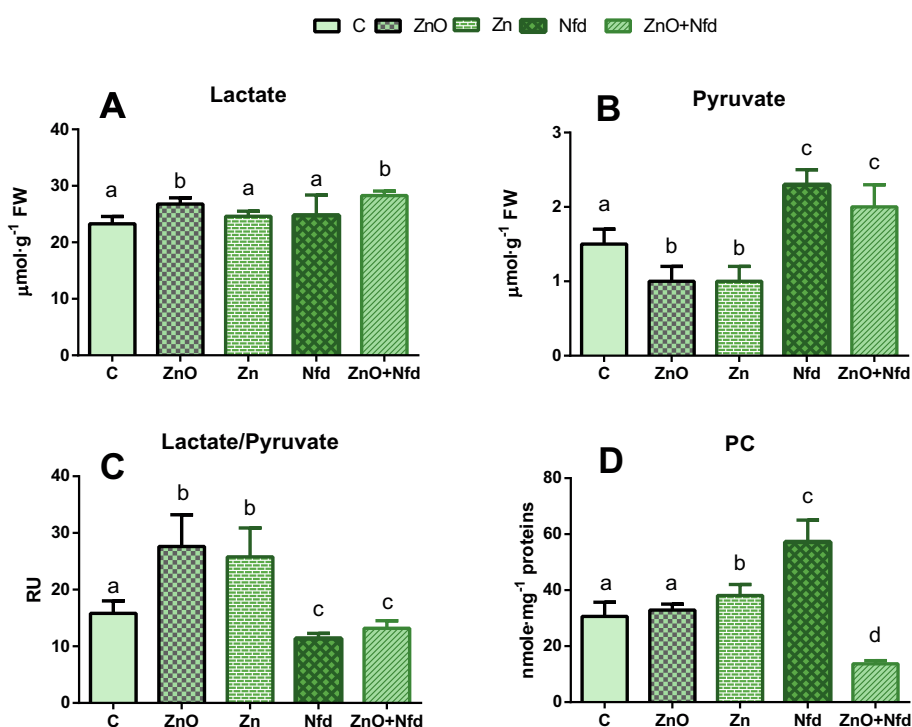 C ZnO Zn Nfd ZnO+Nfd
A
Lactate
40
30
20
10
0
μmol·g⁻¹ FW
a b a a b
C ZnO Zn Nfd ZnO+Nfd
B
Pyruvate
3
2
1
0
μmol·g⁻¹ FW
a b b c c
C ZnO Zn Nfd ZnO+Nfd
C
Lactate/Pyruvate
40
30
20
10
0
RU
a b b c c
C ZnO Zn Nfd ZnO+Nfd
D
PC
80
60
40
20
0
nmole·mg⁻¹ proteins
a a b c d
C ZnO Zn Nfd ZnO+Nfd